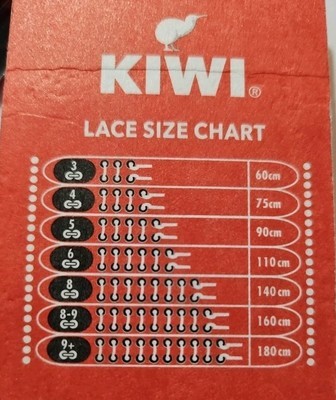 KIWI®
LACE SIZE CHART
3 60cm
4 75cm
5 90cm
6 110cm
8 140cm
8-9 160cm
9+ 180cm